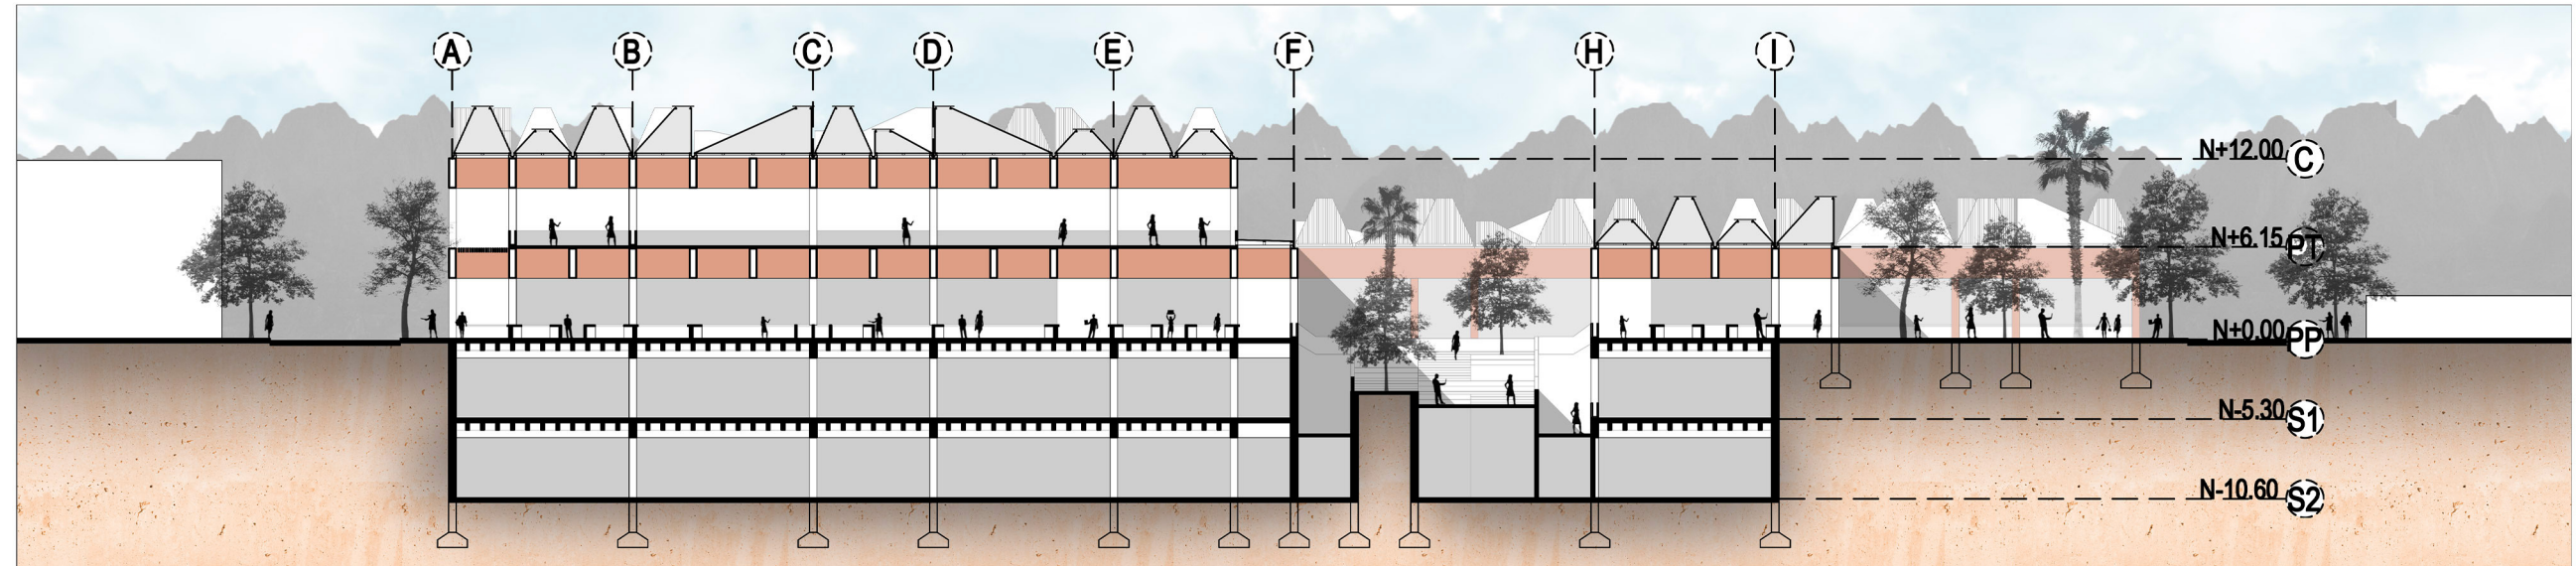 A B C D E F H I
N+12.00 C
N+6.15 PT
N+0.00 PP
N-5.30 S1
N-10.60 S2